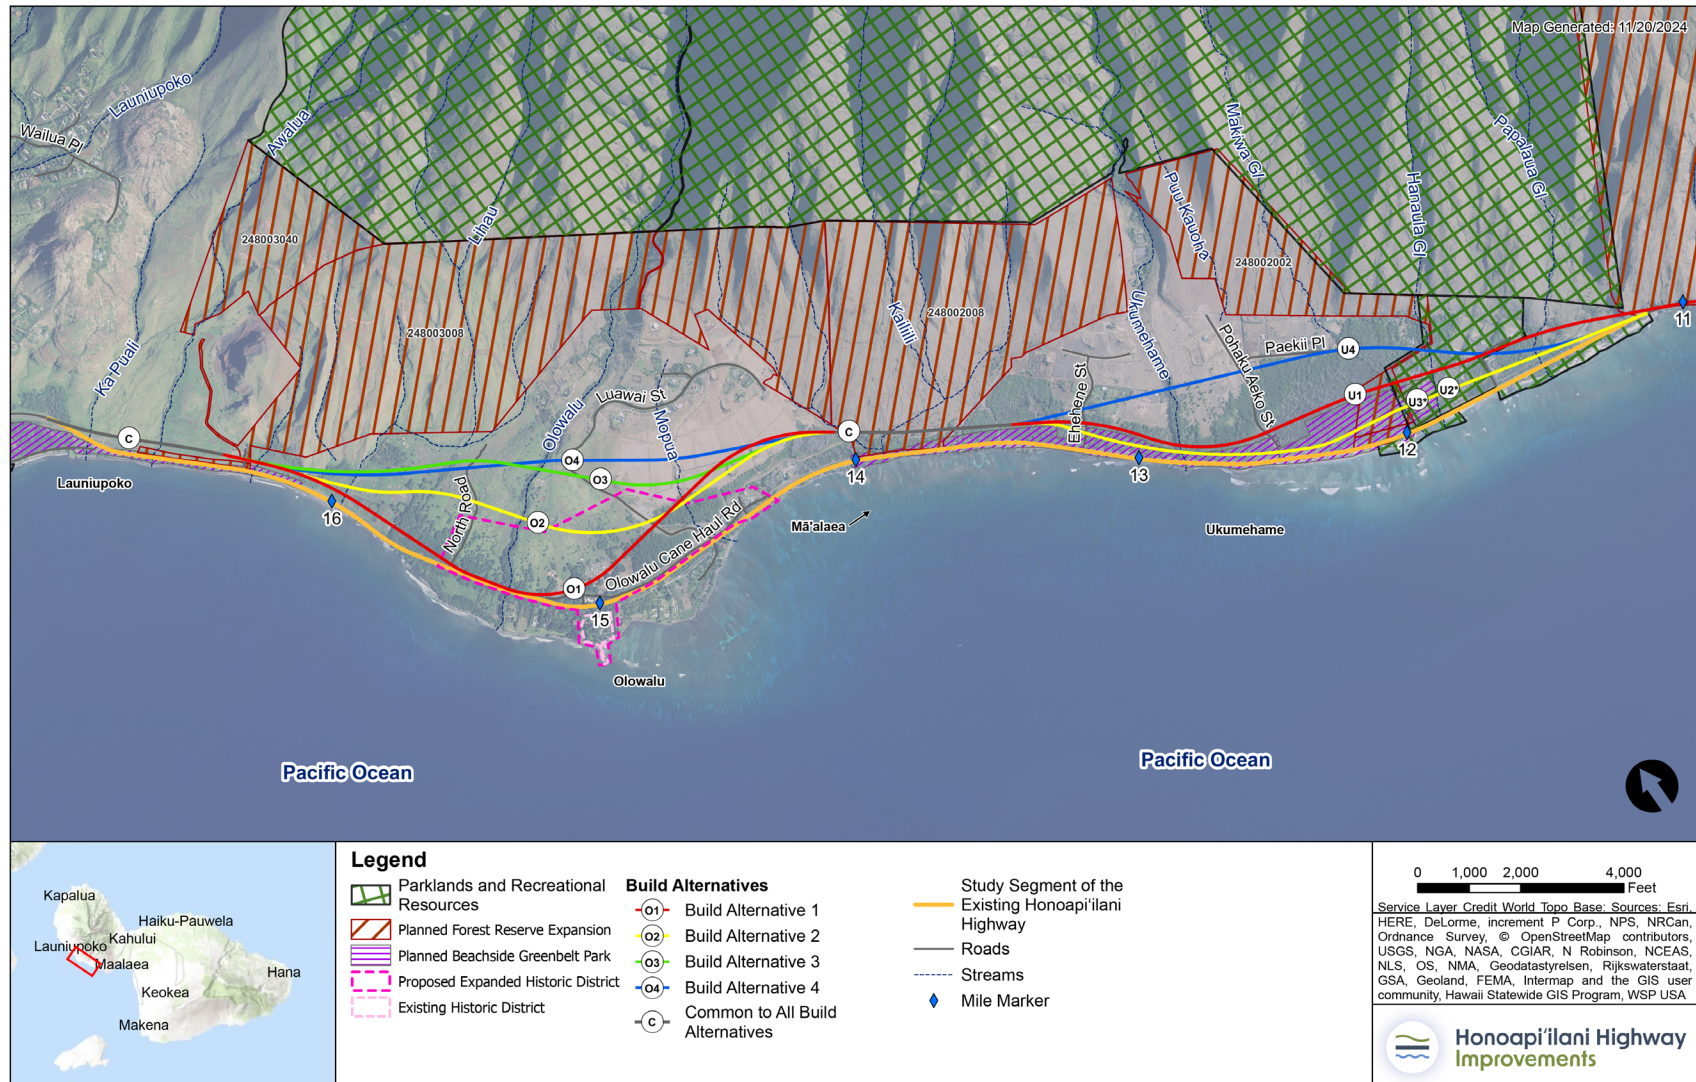 Map Generated: 11/20/2024
Launiupoko
Wailua Pl
Awalua
Lihau
Ka Puali
248003040
248003008
Kailili
248002008
Ukumehame
Puu Kauoha
Makiwa Gl
248002002
Hanaula Gl
Papalaua Gl
Pohaku Aeko St
Paekii Pl
Ehehene St
Luawai St
Olowalu
Mopua
North Road
Olowalu Cane Haul Rd
C
O4
O3
O2
O1
C
U4
U1
U3*
U2*
11
12
13
14
15
16
Launiupoko
Mā'alaea
Ukumehame
Olowalu
Pacific Ocean
Pacific Ocean
Kapalua
Haiku-Pauwela
Launiupoko
Kahului
Maalaea
Hana
Keokea
Makena
Legend
Parklands and Recreational
Resources
Planned Forest Reserve Expansion
Planned Beachside Greenbelt Park
Proposed Expanded Historic District
Existing Historic District
Build Alternatives
O1 Build Alternative 1
O2 Build Alternative 2
O3 Build Alternative 3
O4 Build Alternative 4
C Common to All Build
Alternatives
Study Segment of the
Existing Honoapiʻilani
Highway
Roads
Streams
Mile Marker
0 1,000 2,000 4,000
Feet
Service Layer Credit World Topo Base: Sources: Esri,
HERE, DeLorme, increment P Corp., NPS, NRCan,
Ordnance Survey, © OpenStreetMap contributors,
USGS, NGA, NASA, CGIAR, N Robinson, NCEAS,
NLS, OS, NMA, Geodatastyrelsen, Rijkswaterstaat,
GSA, Geoland, FEMA, Intermap and the GIS user
community, Hawaii Statewide GIS Program, WSP USA
Honoapiʻilani Highway
Improvements